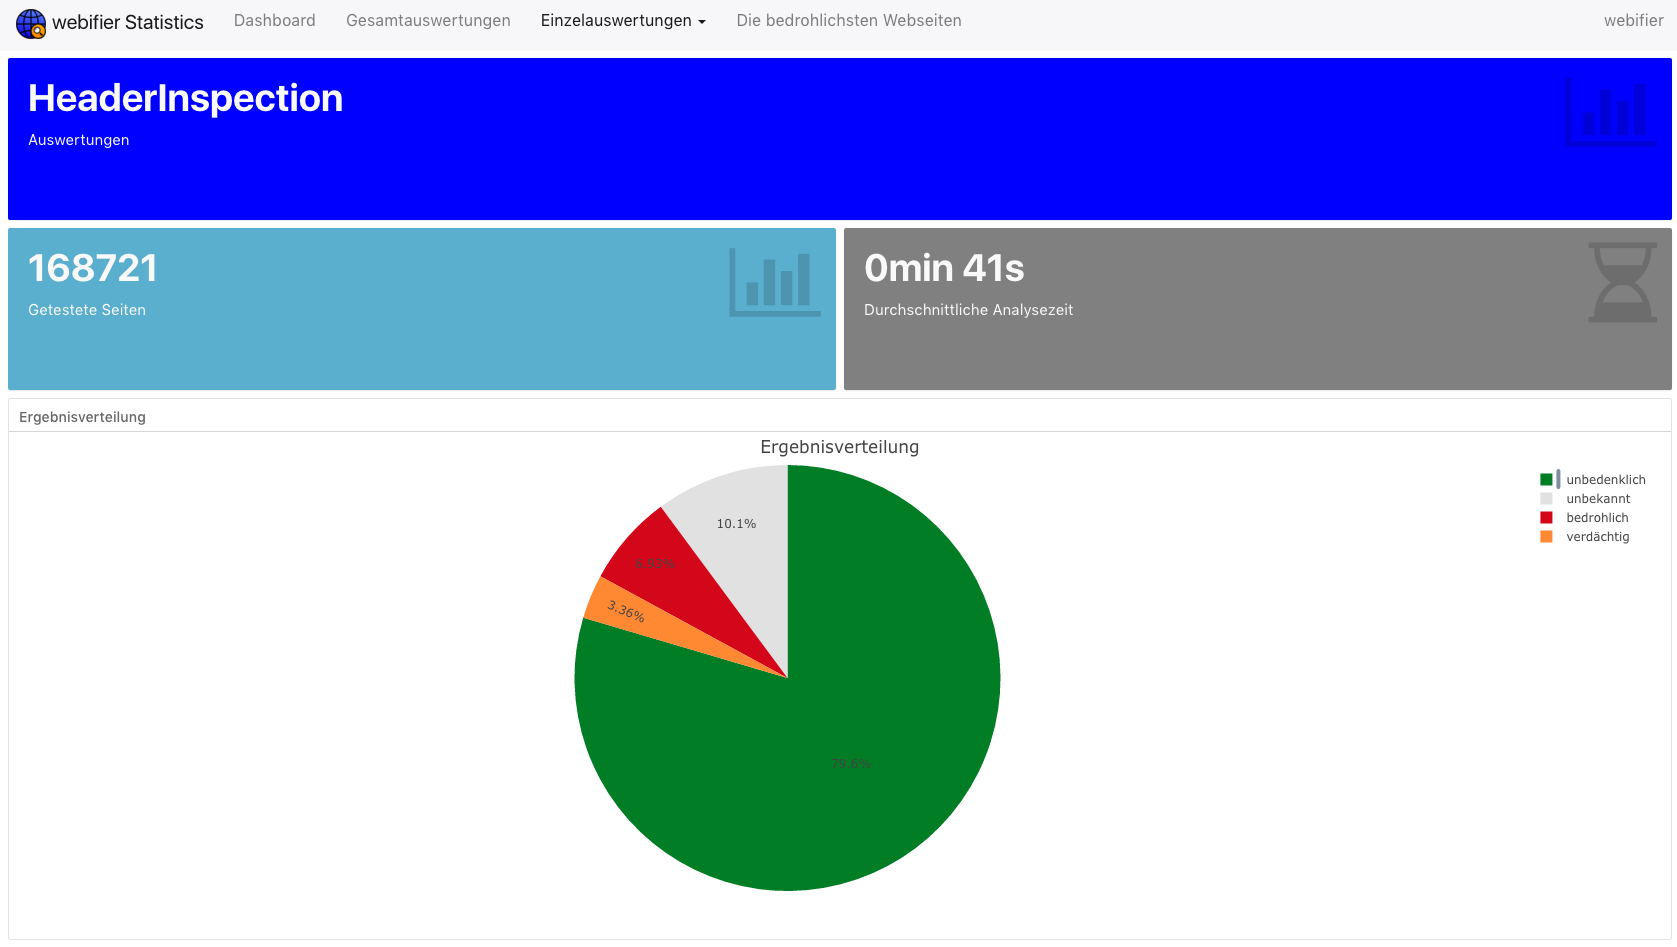 webifier Statistics Dashboard Gesamtauswertungen Einzelauswertungen Die bedrohlichsten Webseiten webifier
HeaderInspection
Auswertungen
168721
Getestete Seiten
0min 41s
Durchschnittliche Analysezeit
Ergebnisverteilung
Ergebnisverteilung
unbedenklich
unbekannt
bedrohlich
verdächtig
10.1%
6.93%
3.36%
79.6%